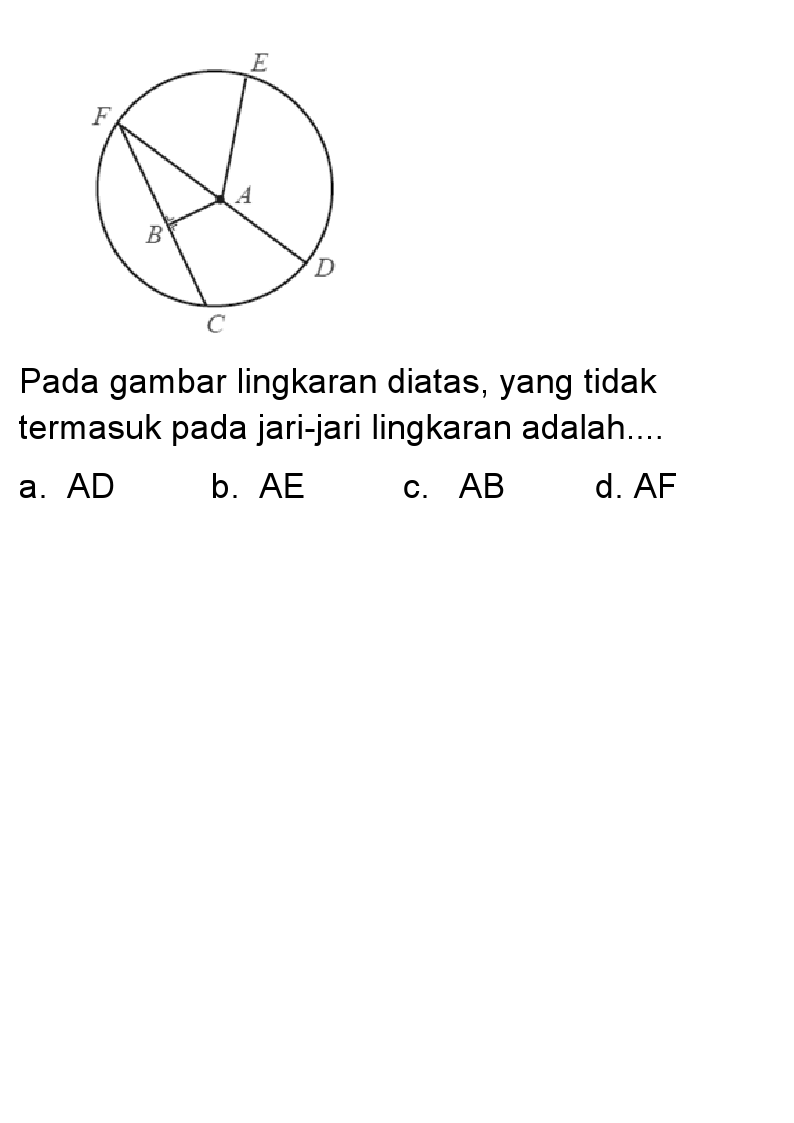 E
F
A
B
D
C
Pada gambar lingkaran diatas, yang tidak
termasuk pada jari-jari lingkaran adalah....
a. AD b. AE c. AB d. AF